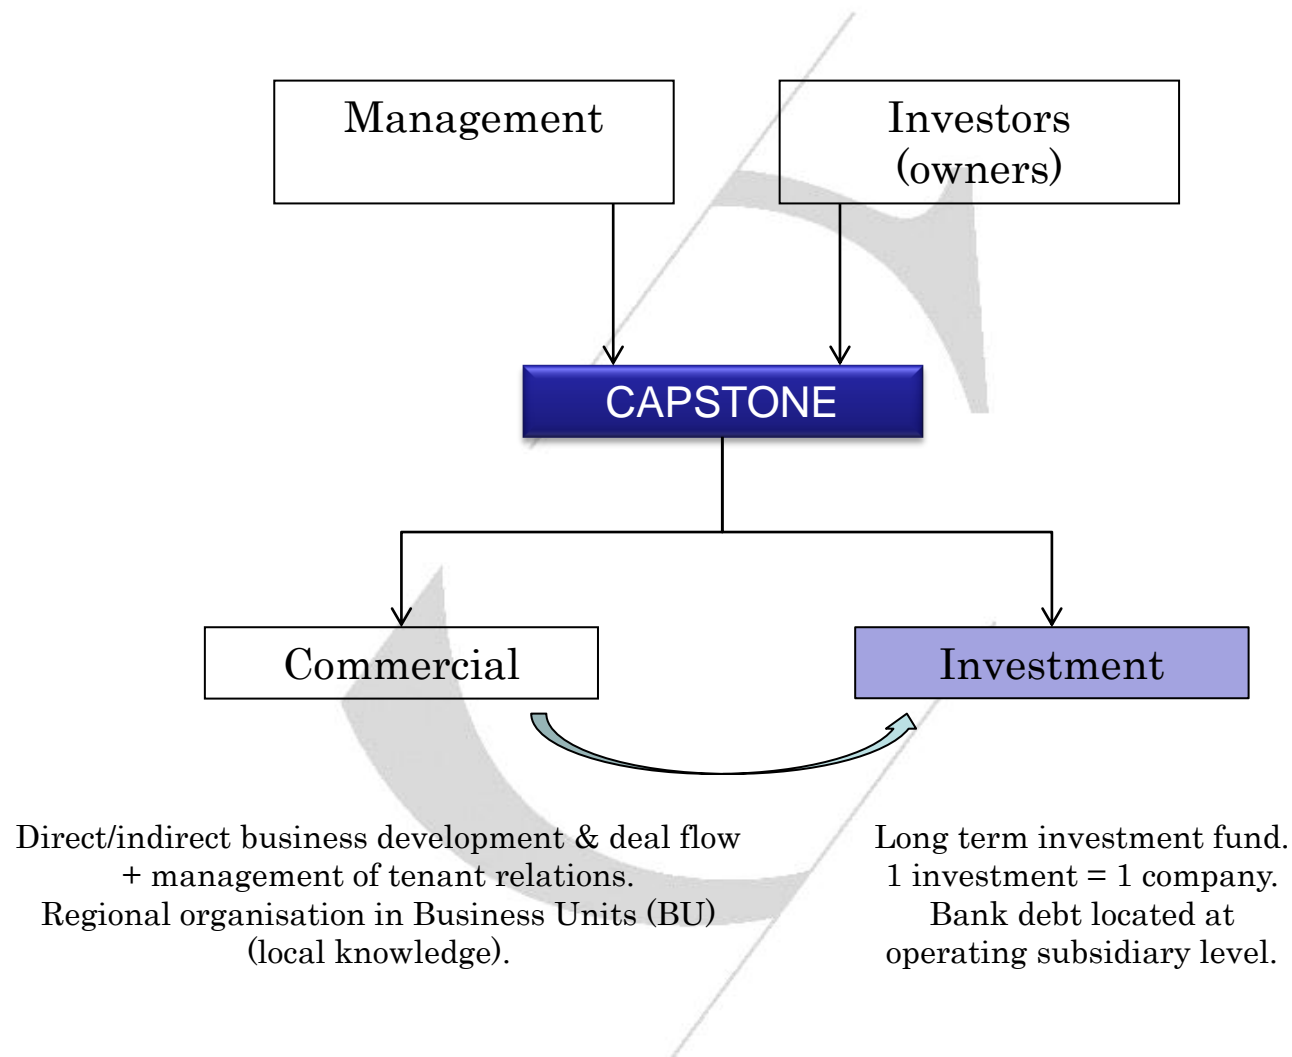 Management
Investors
(owners)
CAPSTONE
Commercial
Investment
Direct/indirect business development & deal flow
+ management of tenant relations.
Regional organisation in Business Units (BU)
(local knowledge).
Long term investment fund.
1 investment = 1 company.
Bank debt located at
operating subsidiary level.